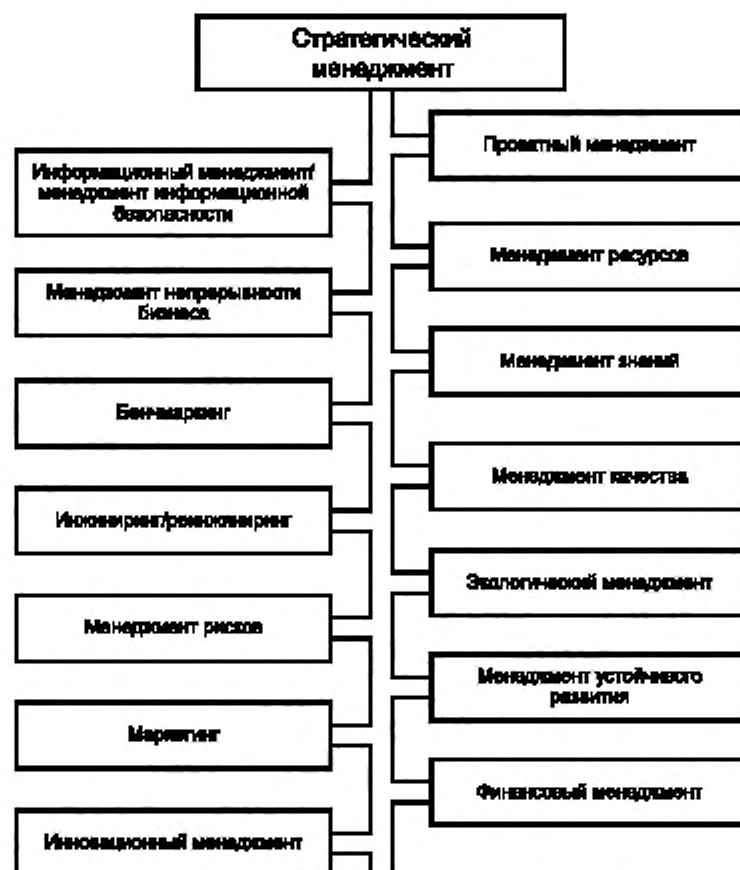 Стратегический
менеджмент
Информационный менеджмент/
менеджмент информационной
безопасности
Менеджмент непрерывности
бизнеса
Бенчмаркинг
Инжиниринг/реинжиниринг
Менеджмент рисков
Маркетинг
Инновационный менеджмент
Проектный менеджмент
Менеджмент ресурсов
Менеджмент знаний
Менеджмент качества
Экологический менеджмент
Менеджмент устойчивого
развития
Финансовый менеджмент